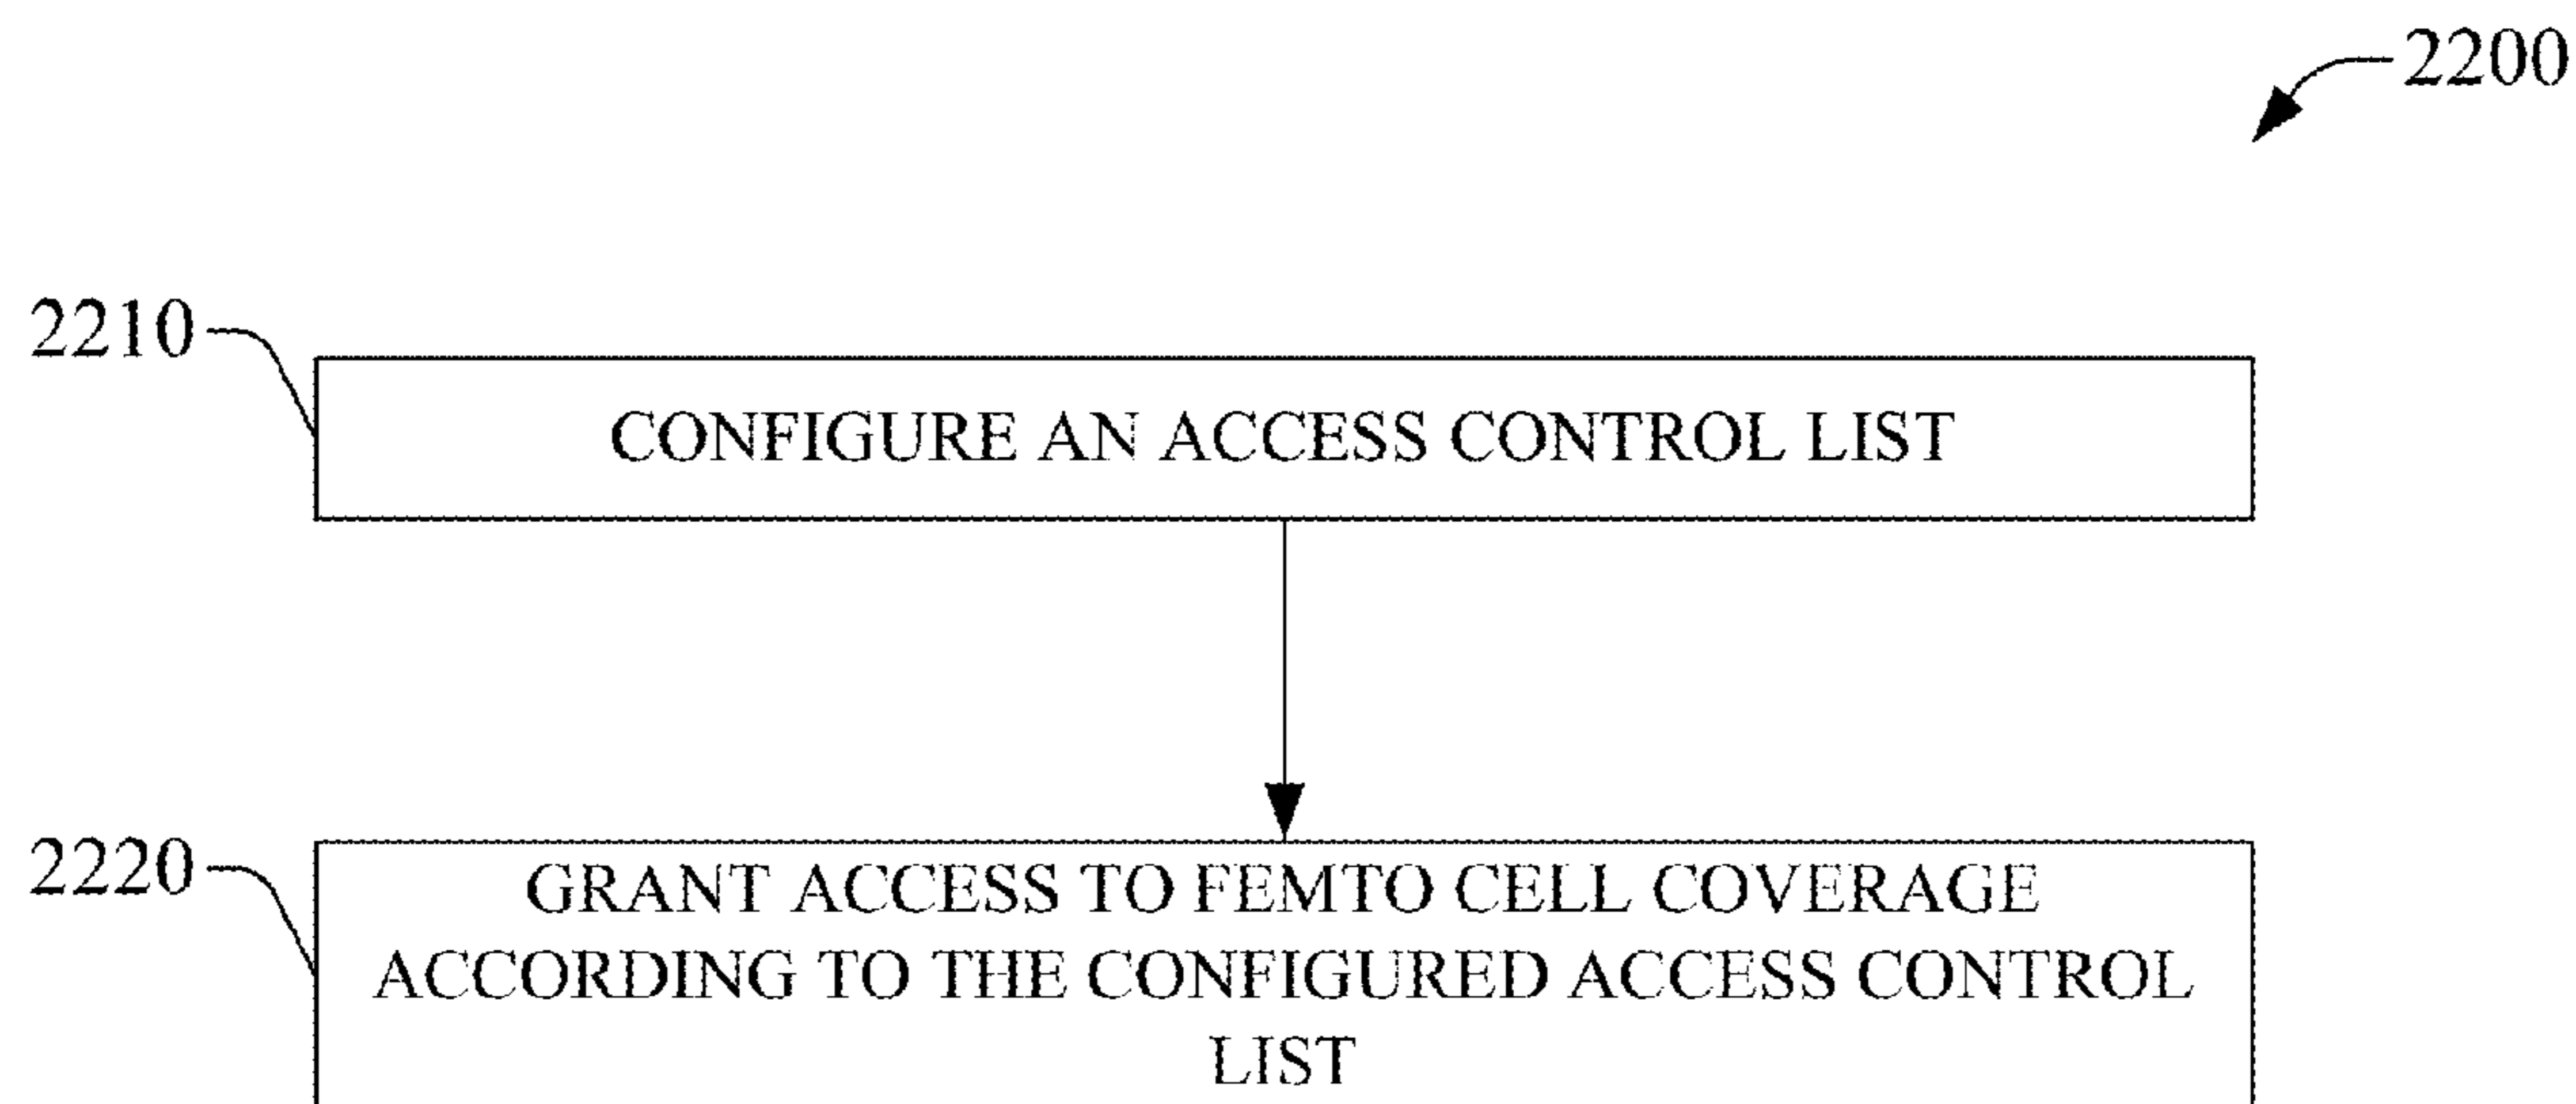 2200
2210
CONFIGURE AN ACCESS CONTROL LIST
2220
GRANT ACCESS TO FEMTO CELL COVERAGE
ACCORDING TO THE CONFIGURED ACCESS CONTROL
LIST